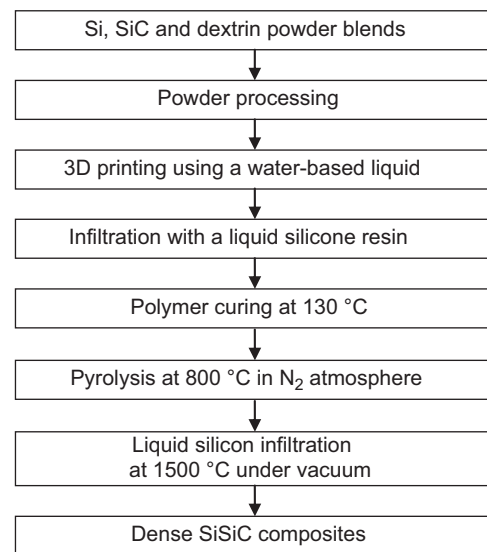 Si, SiC and dextrin powder blends
Powder processing
3D printing using a water-based liquid
Infiltration with a liquid silicone resin
Polymer curing at 130 °C
Pyrolysis at 800 °C in N₂ atmosphere
Liquid silicon infiltration
at 1500 °C under vacuum
Dense SiSiC composites